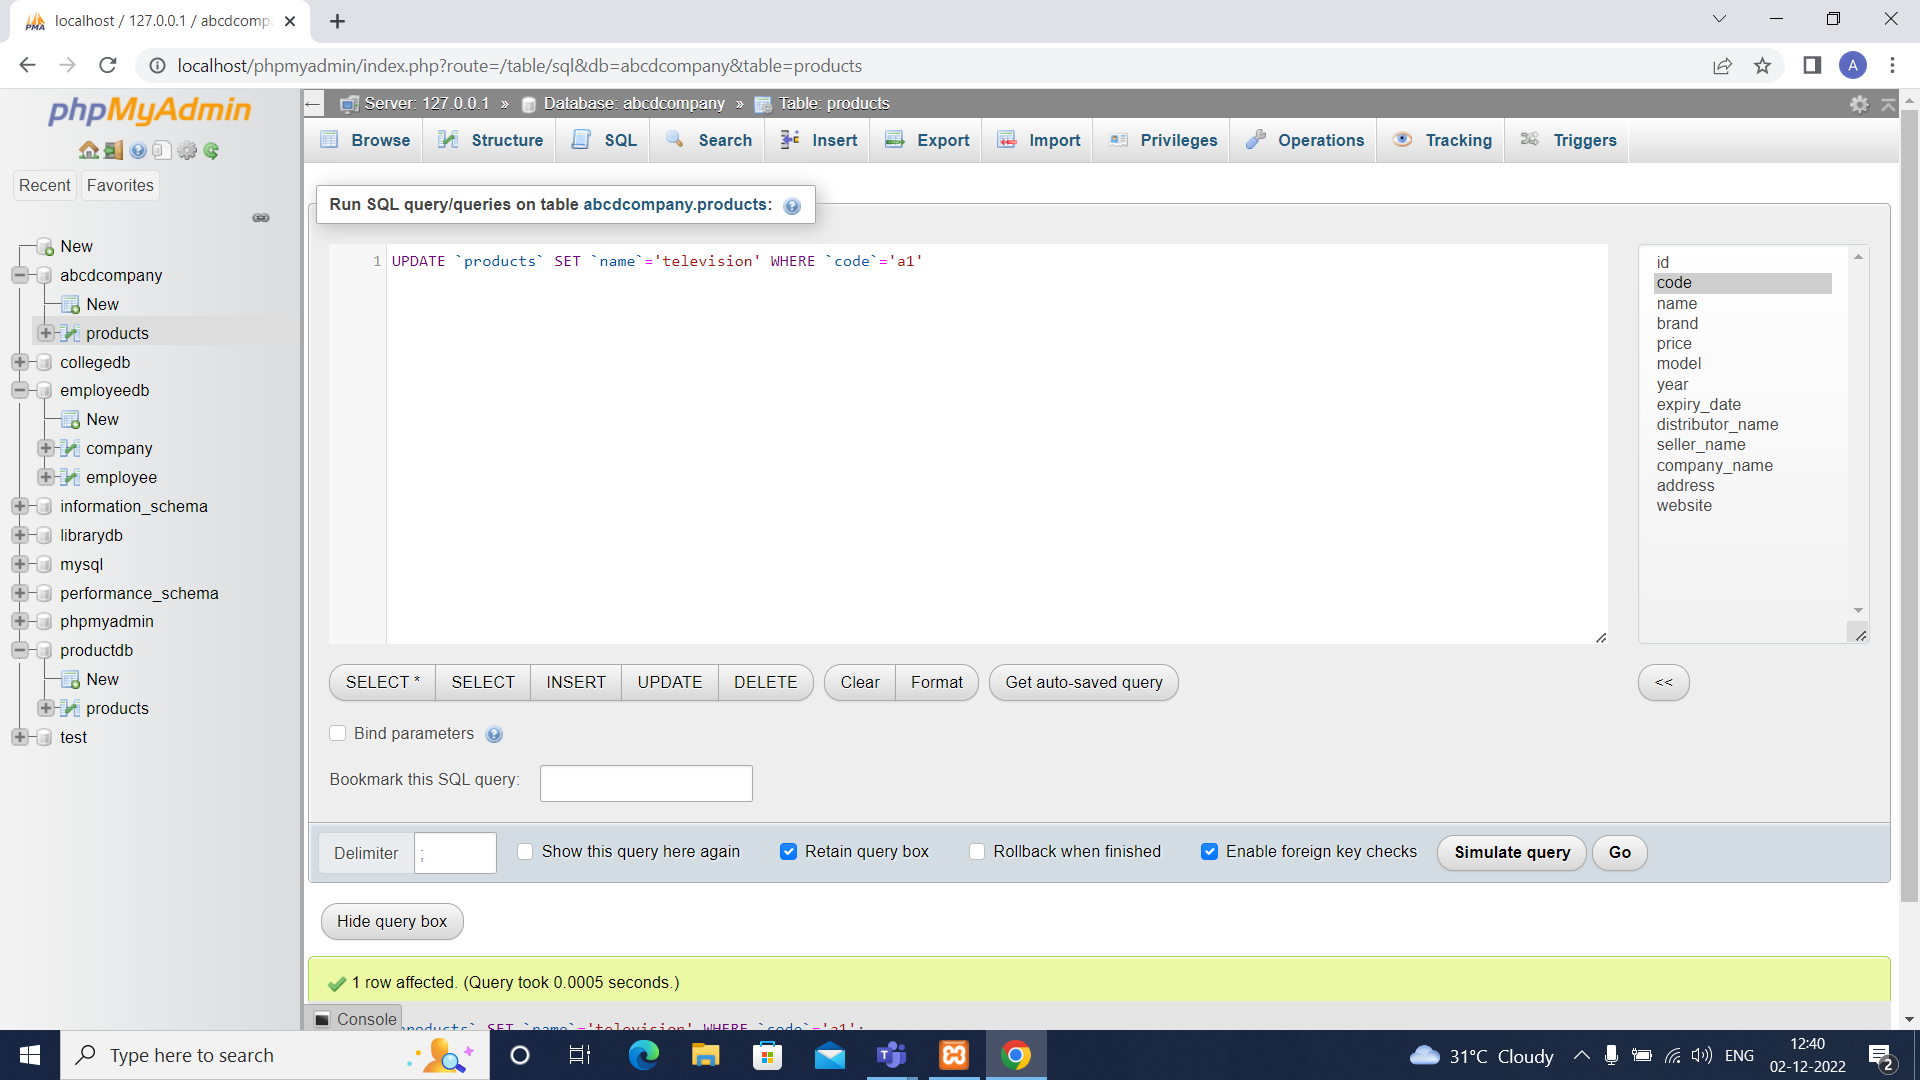 localhost / 127.0.0.1 / abcdcomp
localhost/phpmyadmin/index.php?route=/table/sql&db=abcdcompany&table=products
A
phpMyAdmin
Recent
Favorites
New
abcdcompany
New
products
collegedb
employeedb
New
company
employee
information_schema
librarydb
mysql
performance_schema
phpmyadmin
productdb
New
products
test
Server: 127.0.0.1 » Database: abcdcompany » Table: products
Browse
Structure
SQL
Search
Insert
Export
Import
Privileges
Operations
Tracking
Triggers
Run SQL query/queries on table abcdcompany.products:
1 UPDATE `products` SET `name`='television' WHERE `code`='a1'
id
code
name
brand
price
model
year
expiry_date
distributor_name
seller_name
company_name
address
website
SELECT *
SELECT
INSERT
UPDATE
DELETE
Clear
Format
Get auto-saved query
<<
Bind parameters
Bookmark this SQL query:
Delimiter
;
Show this query here again
Retain query box
Rollback when finished
Enable foreign key checks
Simulate query
Go
Hide query box
1 row affected. (Query took 0.0005 seconds.)
Console
products` SET `name`='television' WHERE `code`='a1';
Type here to search
31°C Cloudy
ENG
12:40
02-12-2022
2